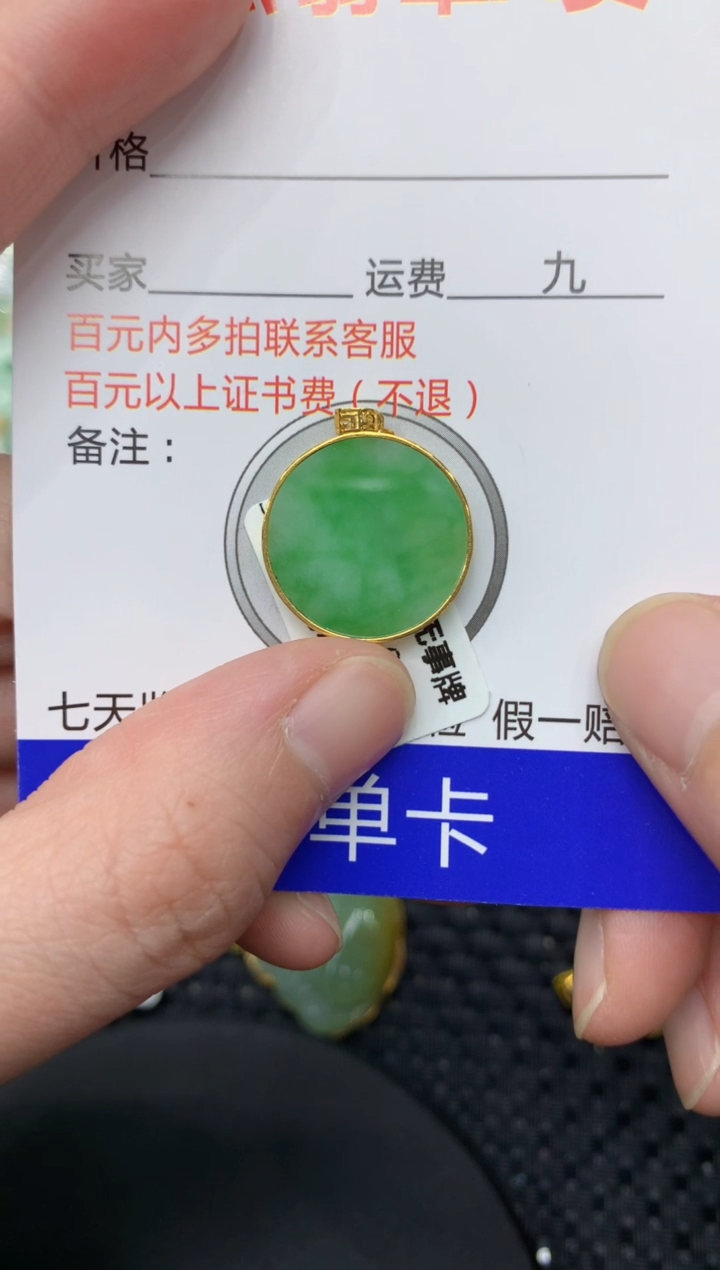 格
买家 运费 九
百元内多拍联系客服
百元以上证书费（不退）
备注：
无事牌
七天 假一赔
单卡